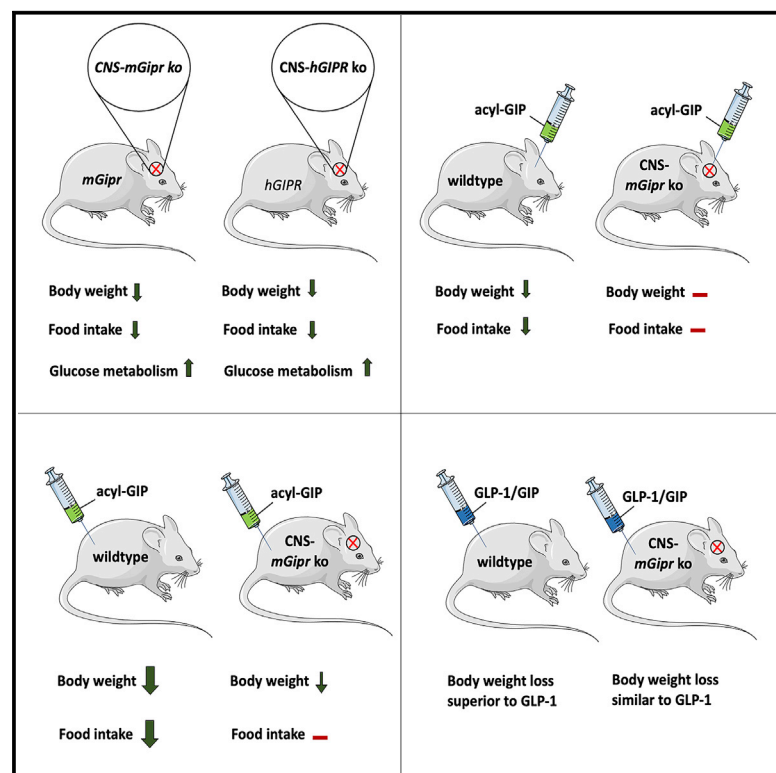 CNS-mGipr ko
CNS-hGIPR ko
mGipr
hGIPR
Body weight
Food intake
Glucose metabolism
Body weight
Food intake
Glucose metabolism
acyl-GIP
acyl-GIP
wildtype
CNS-
mGipr ko
Body weight
Food intake
Body weight
Food intake
acyl-GIP
acyl-GIP
wildtype
CNS-
mGipr ko
Body weight
Food intake
Body weight
Food intake
GLP-1/GIP
GLP-1/GIP
wildtype
CNS-
mGipr ko
Body weight loss
superior to GLP-1
Body weight loss
similar to GLP-1